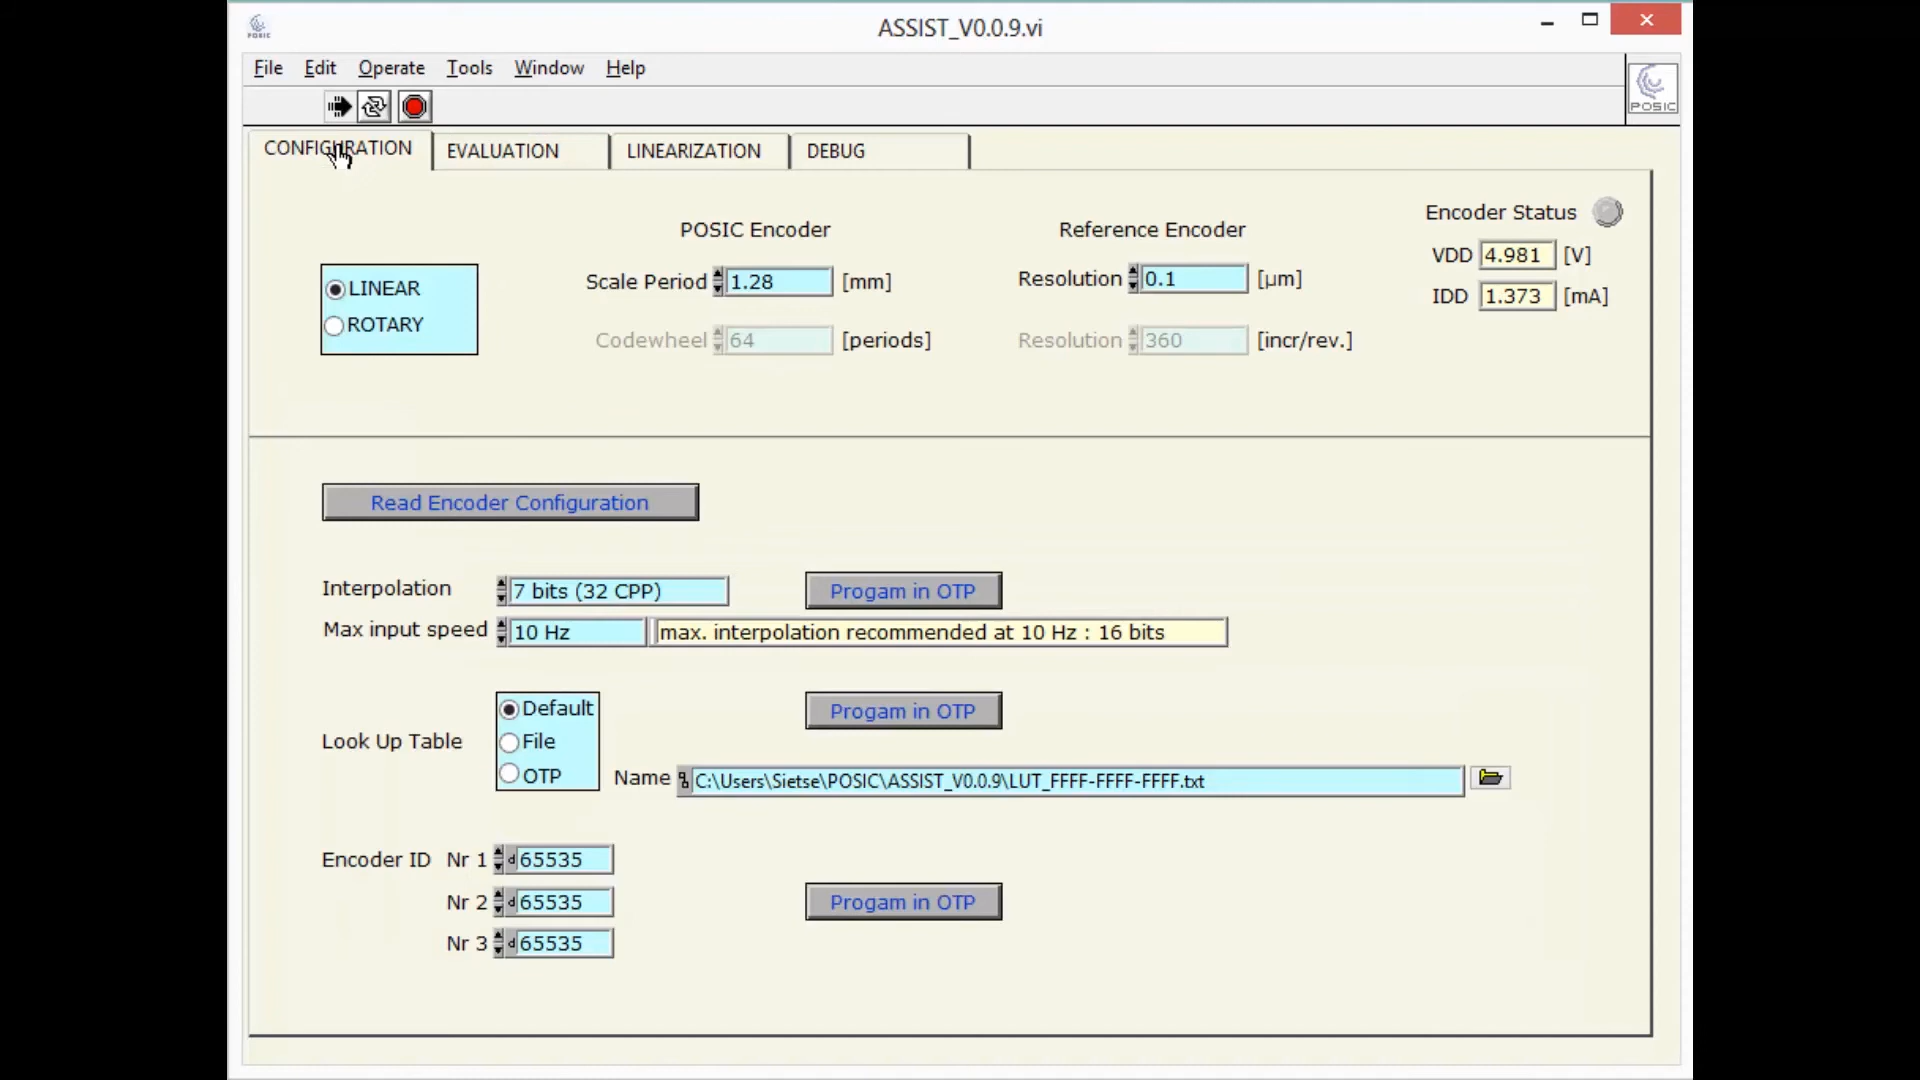 POSIC
ASSIST_V0.0.9.vi
File Edit Operate Tools Window Help
POSIC
CONFIGURATION EVALUATION LINEARIZATION DEBUG
POSIC Encoder Reference Encoder Encoder Status
LINEAR Scale Period 1.28 [mm] Resolution 0.1 [µm] VDD 4.981 [V]
IDD 1.373 [mA]
ROTARY Codewheel 64 [periods] Resolution 360 [incr/rev.]
Read Encoder Configuration
Interpolation 7 bits (32 CPP) Progam in OTP
Max input speed 10 Hz max. interpolation recommended at 10 Hz : 16 bits
Default Progam in OTP
Look Up Table File
OTP Name C:\Users\Sietse\POSIC\ASSIST_V0.0.9\LUT_FFFF-FFFF-FFFF.txt
Encoder ID Nr 1 d 65535
Nr 2 d 65535 Progam in OTP
Nr 3 d 65535